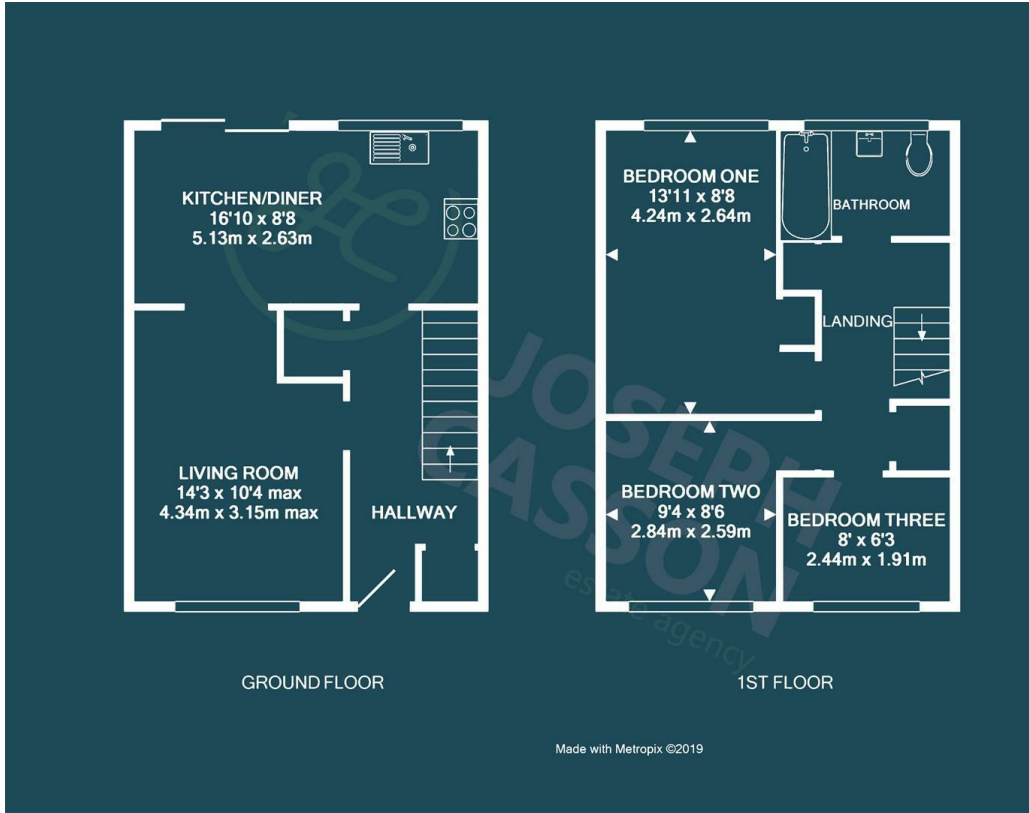 KITCHEN/DINER
16'10 x 8'8
5.13m x 2.63m
LIVING ROOM
14'3 x 10'4 max
4.34m x 3.15m max
HALLWAY
GROUND FLOOR
BEDROOM ONE
13'11 x 8'8
4.24m x 2.64m
BATHROOM
LANDING
BEDROOM TWO
9'4 x 8'6
2.84m x 2.59m
BEDROOM THREE
8' x 6'3
2.44m x 1.91m
1ST FLOOR
JOSEPH
CASSON
estate agency
Made with Metropix ©2019